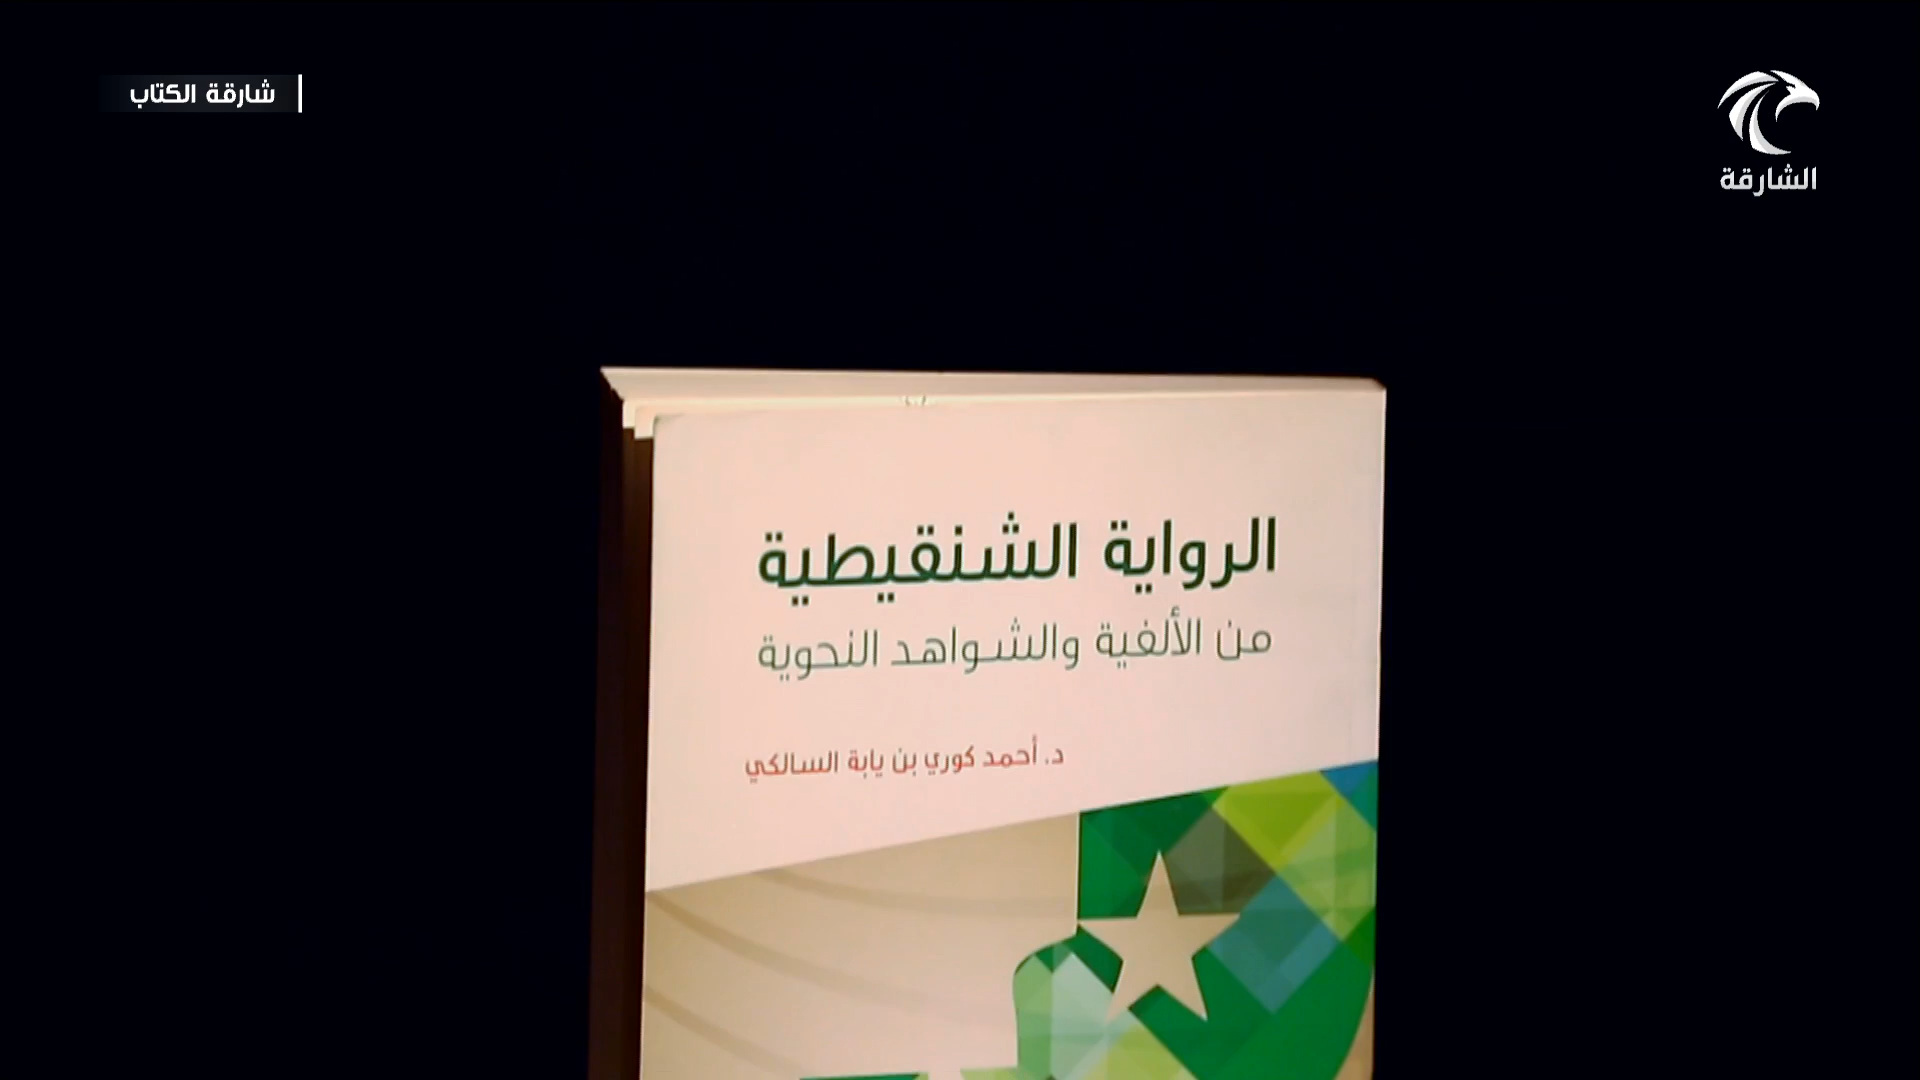 شارقة الكتاب
الشارقة
الرواية الشنقيطية
من الألفية والشواهد النحوية
د. أحمد كوري بن يابة السالكي